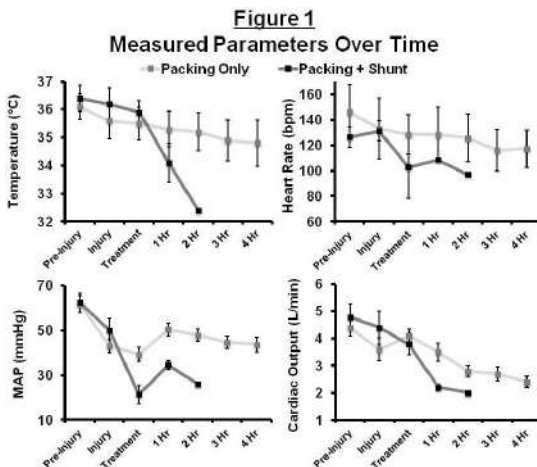 Figure 1
Measured Parameters Over Time
Packing Only Packing + Shunt
Temperature (°C)
37
36
35
34
33
32
Pre-Injury
Injury
Treatment
1 Hr
2 Hr
3 Hr
4 Hr
Heart Rate (bpm)
160
140
120
100
80
60
Pre-Injury
Injury
Treatment
1 Hr
2 Hr
3 Hr
4 Hr
MAP (mmHg)
70
50
30
10
Pre-Injury
Injury
Treatment
1 Hr
2 Hr
3 Hr
4 Hr
Cardiac Output (L/min)
6
5
4
3
2
1
Pre-Injury
Injury
Treatment
1 Hr
2 Hr
3 Hr
4 Hr